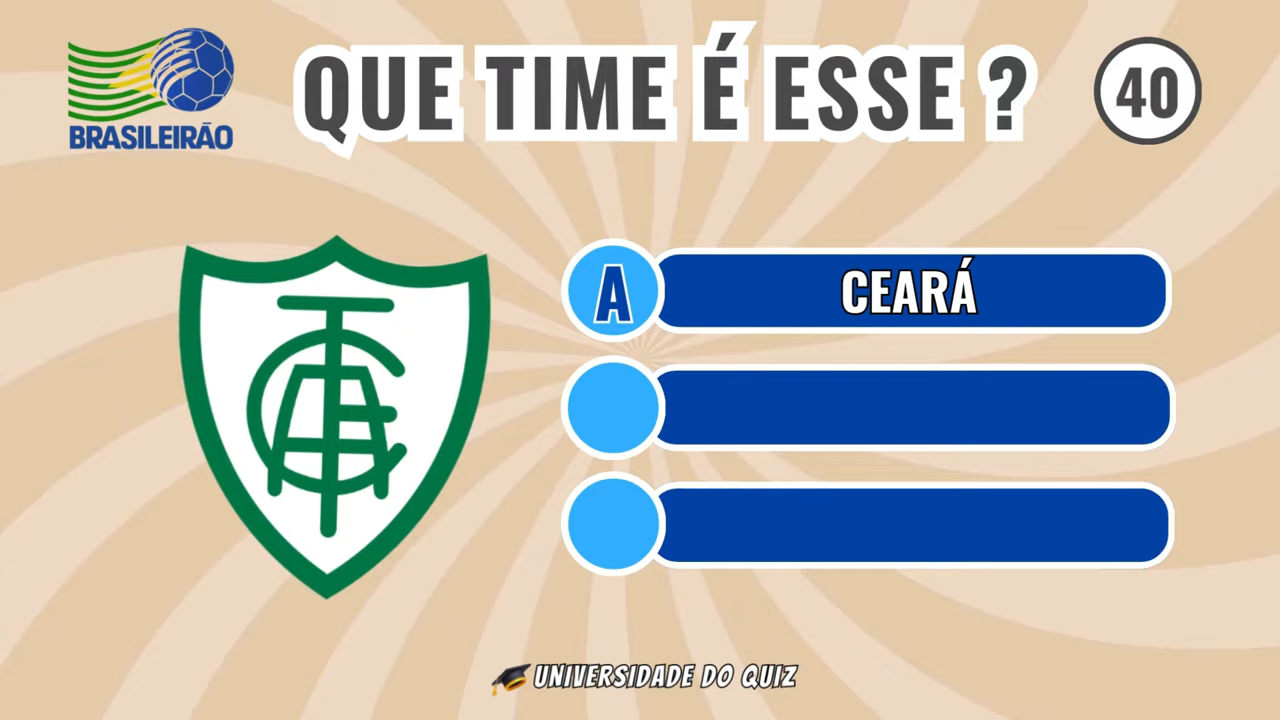 BRASILEIRÃO
QUE TIME É ESSE ?
40
A
CEARÁ
UNIVERSIDADE DO QUIZ